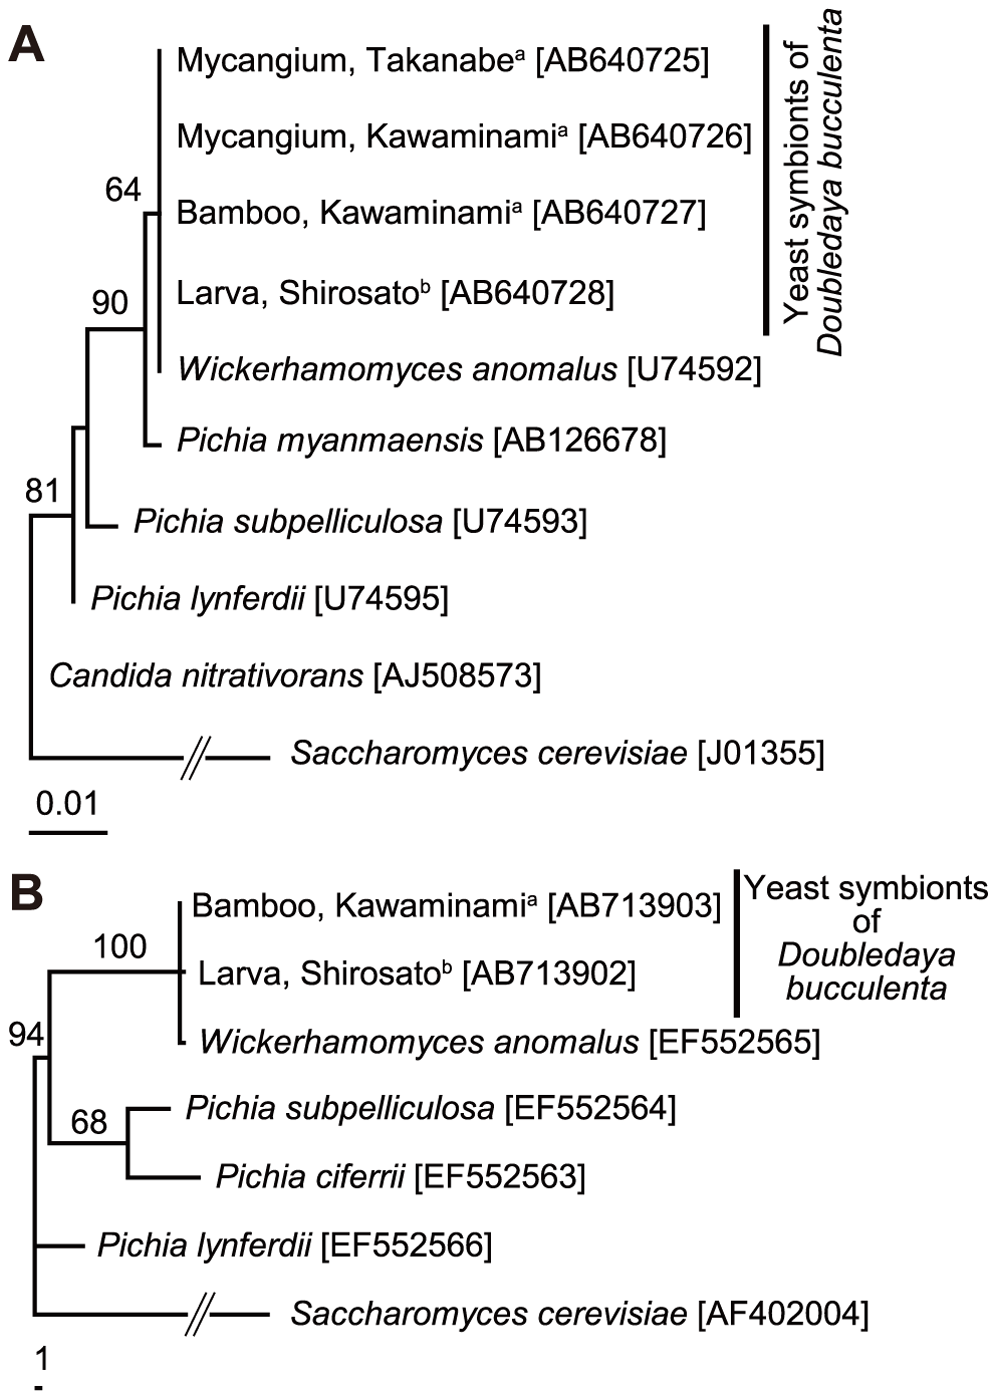 A
Mycangium, Takanabeᵃ [AB640725]
Mycangium, Kawaminamiᵃ [AB640726]
64
Bamboo, Kawaminamiᵃ [AB640727]
90
Larva, Shirosatoᵇ [AB640728]
Yeast symbionts of
Doubledaya bucculenta
Wickerhamomyces anomalus [U74592]
Pichia myanmaensis [AB126678]
81
Pichia subpelliculosa [U74593]
Pichia lynferdii [U74595]
Candida nitrativorans [AJ508573]
Saccharomyces cerevisiae [J01355]
0.01
B
Bamboo, Kawaminamiᵃ [AB713903]
100
Larva, Shirosatoᵇ [AB713902]
Yeast symbionts
of
Doubledaya
bucculenta
94
Wickerhamomyces anomalus [EF552565]
Pichia subpelliculosa [EF552564]
68
Pichia ciferrii [EF552563]
Pichia lynferdii [EF552566]
Saccharomyces cerevisiae [AF402004]
1